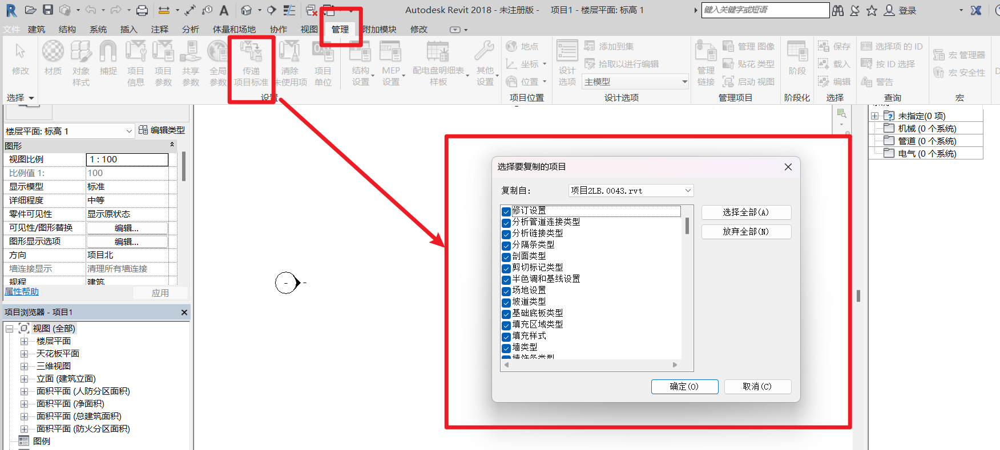 Autodesk Revit 2018 - 未注册版 - 项目1 - 楼层平面: 标高 1
键入关键字或短语
登录
文件 建筑 结构 系统 插入 注释 分析 体量和场地 协作 视图 管理 附加模块 修改
修改
材质
对象
样式
捕捉
项目
信息
项目
参数
共享
参数
全局
参数
传递
项目标准
清除
未使用项
项目
单位
结构
设置
MEP
设置
配电盘明细表
样板
其他
设置
地点
坐标
位置
设计
选项
添加到集
拾取以进行编辑
主模型
管理
链接
管理 图像
贴花 类型
启动 视图
阶段
保存
载入
编辑
选择项 的 ID
按 ID 选择
警告
宏 管理器
宏 安全性
选择 设置 项目位置 设计选项 管理项目 阶段化 选择 查询 宏
楼层平面: 标高 1 编辑类型
图形
视图比例 1 : 100
比例值 1: 100
显示模型 标准
详细程度 中等
零件可见性 显示原状态
可见性/图形替换 编辑...
图形显示选项 编辑...
方向 项目北
墙连接显示 清理所有墙连接
规程 建筑
属性帮助 应用
项目浏览器 - 项目1
视图 (全部)
楼层平面
天花板平面
三维视图
立面 (建筑立面)
面积平面 (人防分区面积)
面积平面 (净面积)
面积平面 (总建筑面积)
面积平面 (防火分区面积)
图例
选择要复制的项目
复制自: 项目2LB.0043.rvt
修订设置
分析管道连接类型
分析链接类型
分隔条类型
剖面类型
剪切标记类型
半色调和基线设置
场地设置
坡道类型
基础底板类型
填充区域类型
填充样式
墙类型
墙饰条类型
选择全部(A)
放弃全部(N)
确定(O) 取消(C)
未指定(0 项)
机械 (0 个系统)
管道 (0 个系统)
电气 (0 个系统)